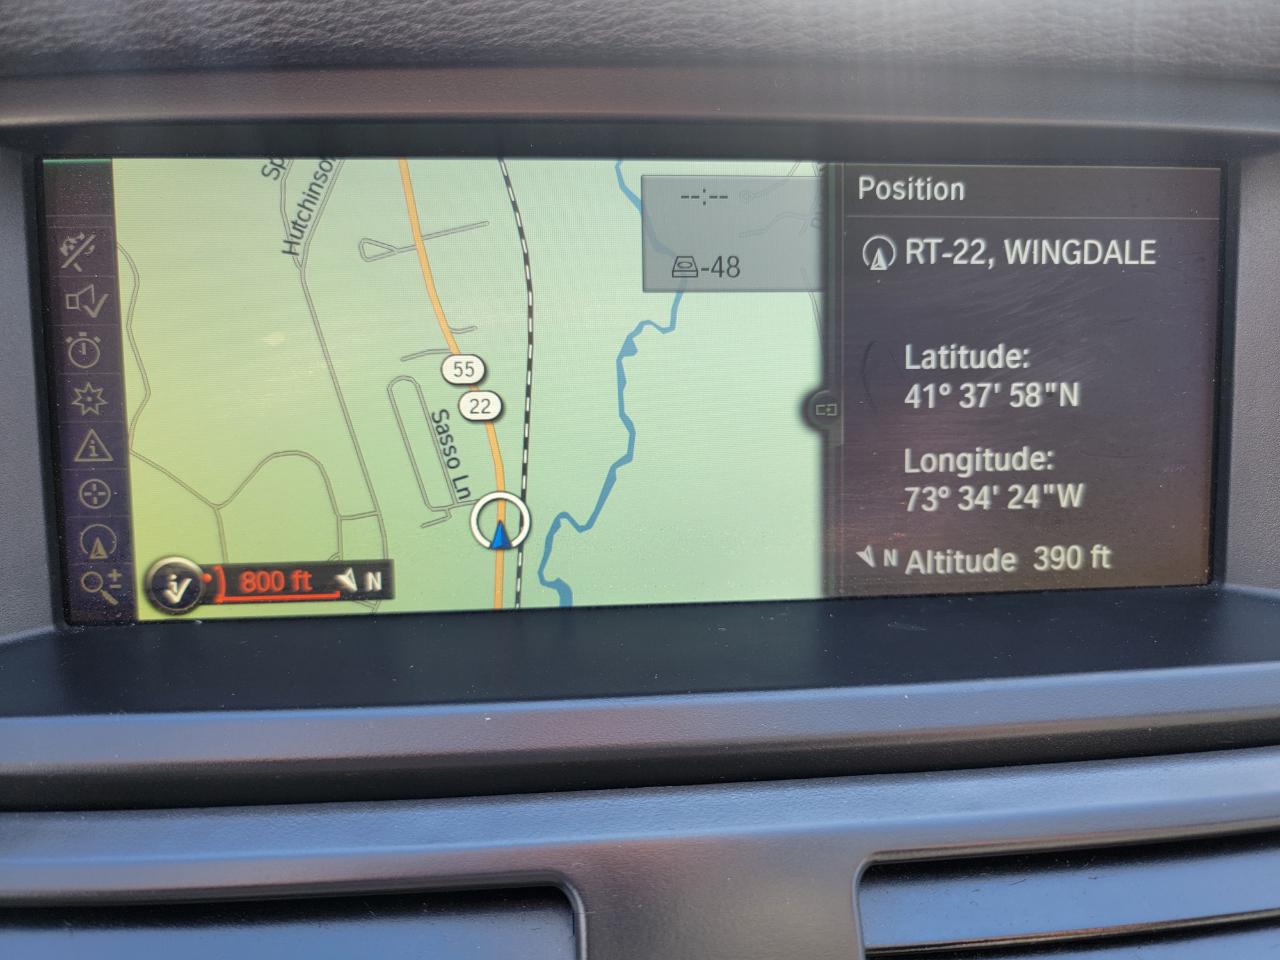 Hutchinso
55
22
Sasso Ln
800 ft
N
--:--
-48
Position
RT-22, WINGDALE
Latitude:
41° 37' 58"N
Longitude:
73° 34' 24"W
N Altitude 390 ft